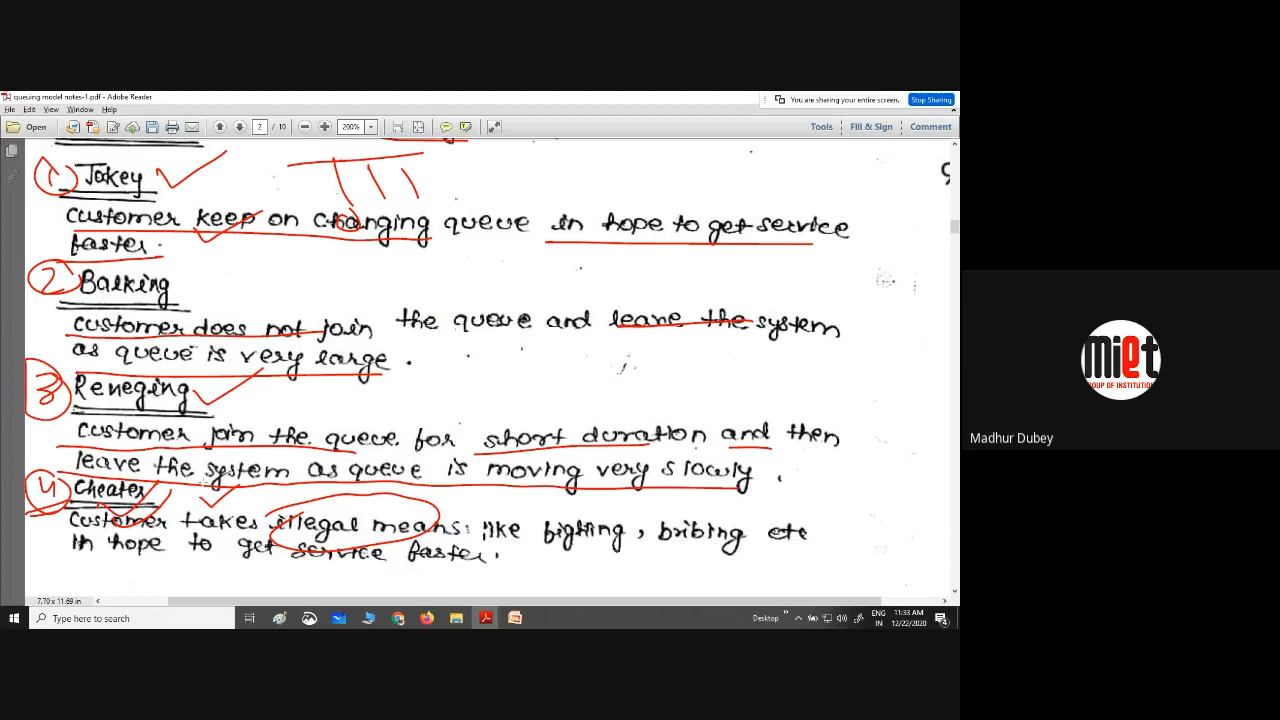 queuing model notes-1.pdf - Adobe Reader
File Edit View Window Help
You are sharing your entire screen. Stop Sharing
Open 2 / 10 200% Tools Fill & Sign Comment
1 Jokey
customer keep on changing queue in hope to get service
faster.
2 Balking
customer does not join the queue and leave the system
as queue is very large.
3 Reneging
customer join the queue for short duration and then
leave the system as queue is moving very slowly.
4 Cheater
customer takes illegal means like fighting, bribing etc
in hope to get service faster.
7.70 x 11.69 in
Type here to search
Desktop
ENG
IN
11:33 AM
12/22/2020
4
miet
GROUP OF INSTITUTION
Madhur Dubey